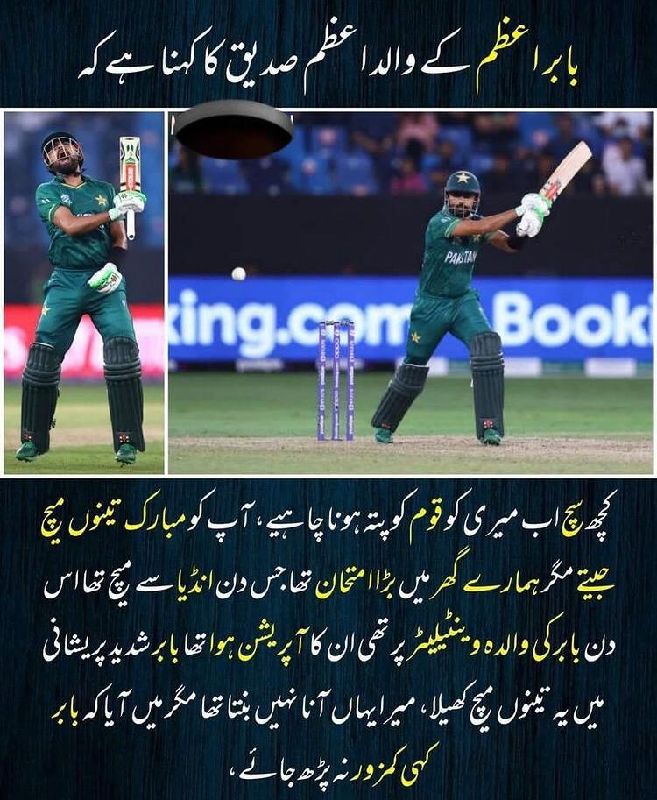 بابر اعظم کے والد اعظم صدیق کا کہنا ہے کہ
PAKISTAN
king.com Booki
کچھ سچ اب میری کو قوم کو پتہ ہونا چاہیے، آپ کو مبارک تینوں میچ
جیتے مگر ہمارے گھر میں بڑا امتحان تھا جس دن انڈیا سے میچ تھا اس
دن بابر کی والدہ وینٹیلیٹر پر تھی ان کا آپریشن ہوا تھا بابر شدید پریشانی
میں یہ تینوں میچ کھیلا، میرا یہاں آنا نہیں بنتا تھا مگر میں آیا کہ بابر
کہی کمزور نہ پڑھ جائے،